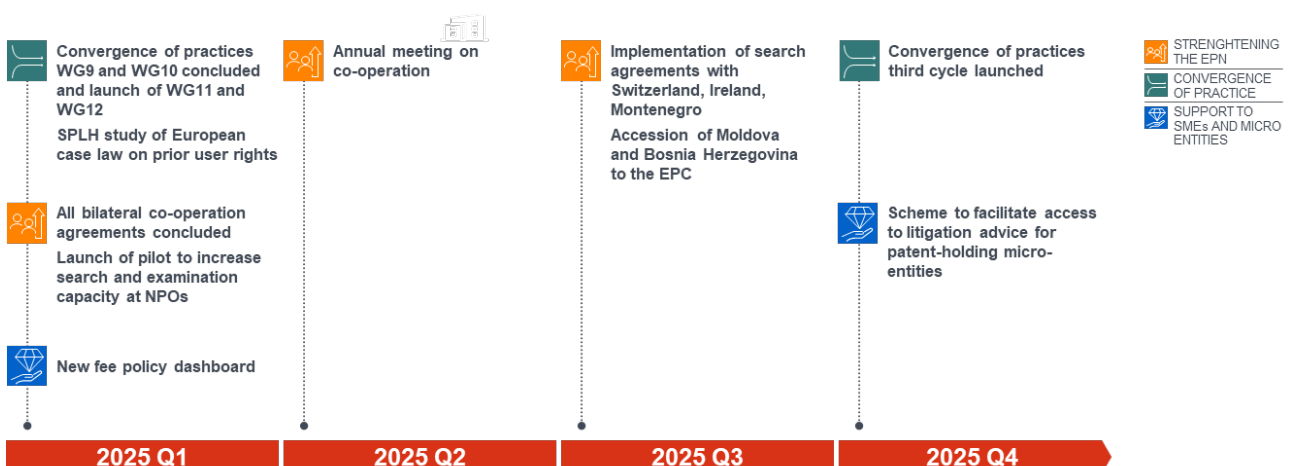 Convergence of practices
WG9 and WG10 concluded
and launch of WG11 and
WG12
SPLH study of European
case law on prior user rights
All bilateral co-operation
agreements concluded
Launch of pilot to increase
search and examination
capacity at NPOs
New fee policy dashboard
2025 Q1
Annual meeting on
co-operation
2025 Q2
Implementation of search
agreements with
Switzerland, Ireland,
Montenegro
Accession of Moldova
and Bosnia Herzegovina
to the EPC
2025 Q3
Convergence of practices
third cycle launched
Scheme to facilitate access
to litigation advice for
patent-holding micro-
entities
2025 Q4
STRENGHTENING
THE EPN
CONVERGENCE
OF PRACTICE
SUPPORT TO
SMEs AND MICRO
ENTITIES